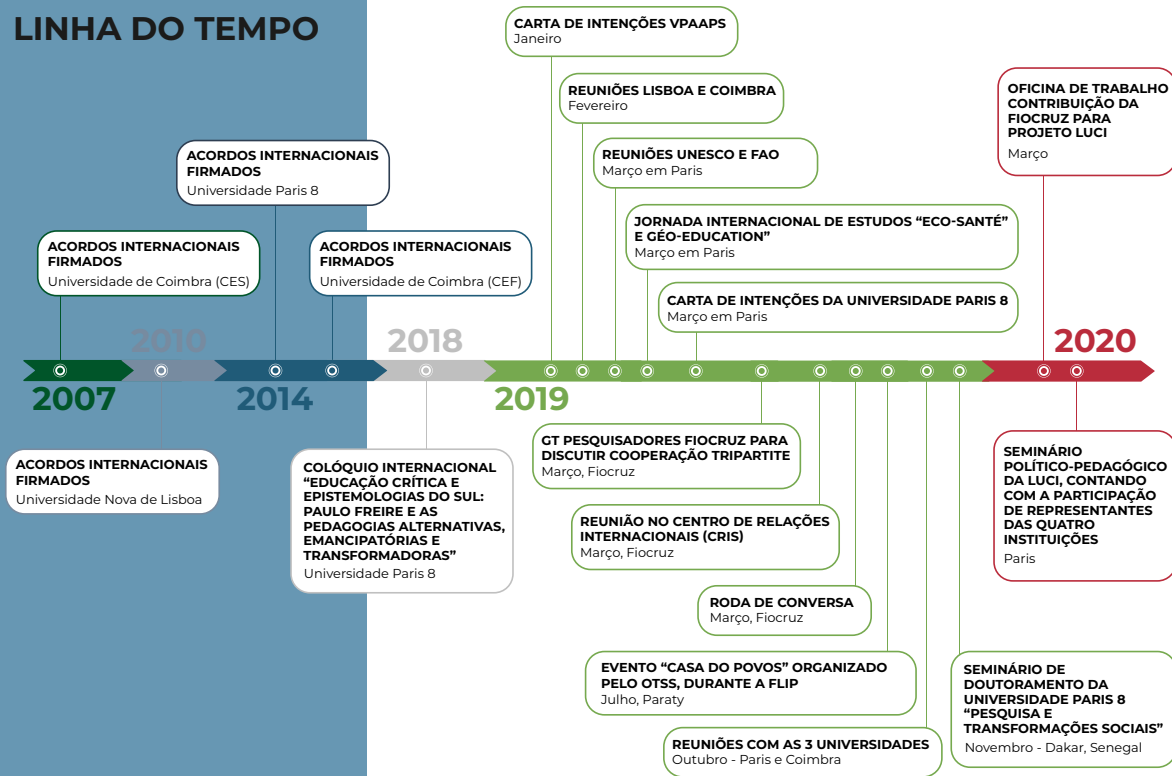 LINHA DO TEMPO
CARTA DE INTENÇÕES VPAAPS
Janeiro
REUNIÕES LISBOA E COIMBRA
Fevereiro
OFICINA DE TRABALHO
CONTRIBUIÇÃO DA
FIOCRUZ PARA
PROJETO LUCI
Março
ACORDOS INTERNACIONAIS
FIRMADOS
Universidade Paris 8
REUNIÕES UNESCO E FAO
Março em Paris
JORNADA INTERNACIONAL DE ESTUDOS “ECO-SANTÉ”
E GÉO-EDUCATION”
Março em Paris
ACORDOS INTERNACIONAIS
FIRMADOS
Universidade de Coimbra (CES)
ACORDOS INTERNACIONAIS
FIRMADOS
Universidade de Coimbra (CEF)
CARTA DE INTENÇÕES DA UNIVERSIDADE PARIS 8
Março em Paris
2010
2018
2020
2007
2014
2019
ACORDOS INTERNACIONAIS
FIRMADOS
Universidade Nova de Lisboa
COLÓQUIO INTERNACIONAL
“EDUCAÇÃO CRÍTICA E
EPISTEMOLOGIAS DO SUL:
PAULO FREIRE E AS
PEDAGOGIAS ALTERNATIVAS,
EMANCIPATÓRIAS E
TRANSFORMADORAS”
Universidade Paris 8
GT PESQUISADORES FIOCRUZ PARA
DISCUTIR COOPERAÇÃO TRIPARTITE
Março, Fiocruz
REUNIÃO NO CENTRO DE RELAÇÕES
INTERNACIONAIS (CRIS)
Março, Fiocruz
RODA DE CONVERSA
Março, Fiocruz
EVENTO “CASA DO POVOS” ORGANIZADO
PELO OTSS, DURANTE A FLIP
Julho, Paraty
REUNIÕES COM AS 3 UNIVERSIDADES
Outubro - Paris e Coimbra
SEMINÁRIO DE
DOUTORAMENTO DA
UNIVERSIDADE PARIS 8
“PESQUISA E
TRANSFORMAÇÕES SOCIAIS”
Novembro - Dakar, Senegal
SEMINÁRIO
POLÍTICO-PEDAGÓGICO
DA LUCI, CONTANDO
COM A PARTICIPAÇÃO
DE REPRESENTANTES
DAS QUATRO
INSTITUIÇÕES
Paris